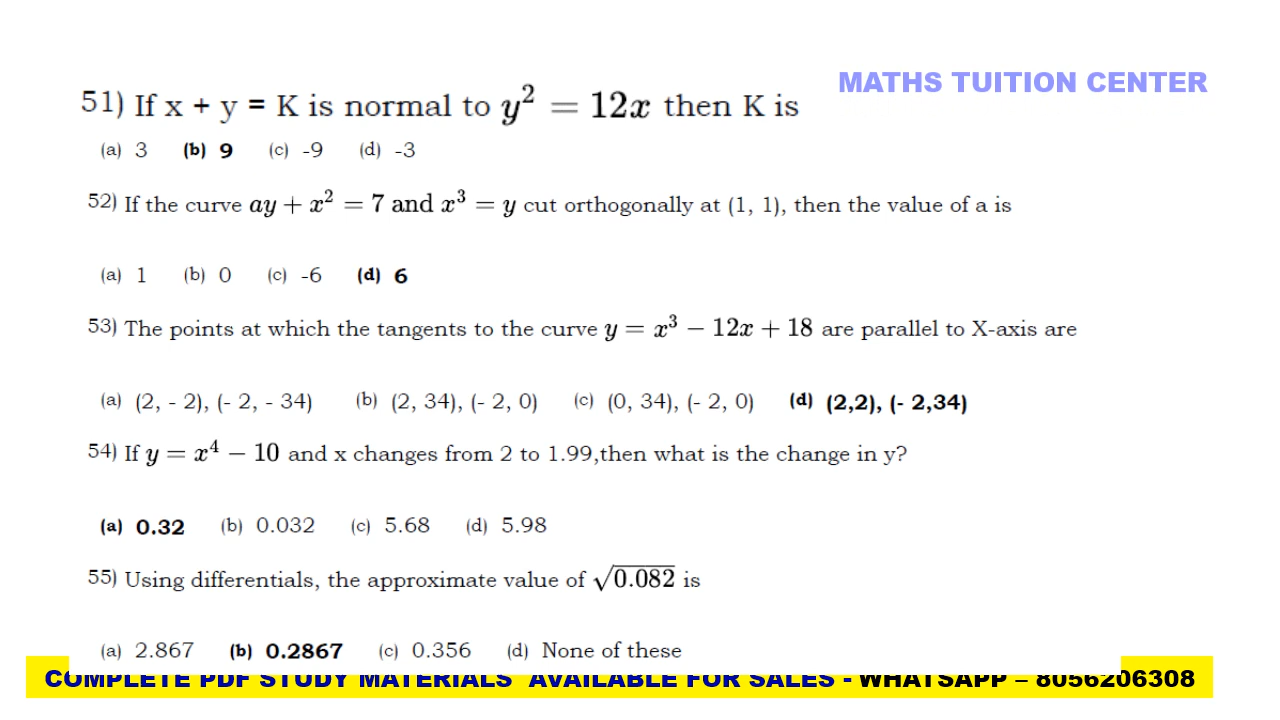 MATHS TUITION CENTER
51) If x + y = K is normal to y² = 12x then K is
(a) 3 (b) 9 (c) -9 (d) -3
52) If the curve ay + x² = 7 and x³ = y cut orthogonally at (1, 1), then the value of a is
(a) 1 (b) 0 (c) -6 (d) 6
53) The points at which the tangents to the curve y = x³ − 12x + 18 are parallel to X-axis are
(a) (2, - 2), (- 2, - 34) (b) (2, 34), (- 2, 0) (c) (0, 34), (- 2, 0) (d) (2,2), (- 2,34)
54) If y = x⁴ − 10 and x changes from 2 to 1.99,then what is the change in y?
(a) 0.32 (b) 0.032 (c) 5.68 (d) 5.98
55) Using differentials, the approximate value of √0.082 is
(a) 2.867 (b) 0.2867 (c) 0.356 (d) None of these
COMPLETE PDF STUDY MATERIALS AVAILABLE FOR SALES - WHATSAPP – 8056206308